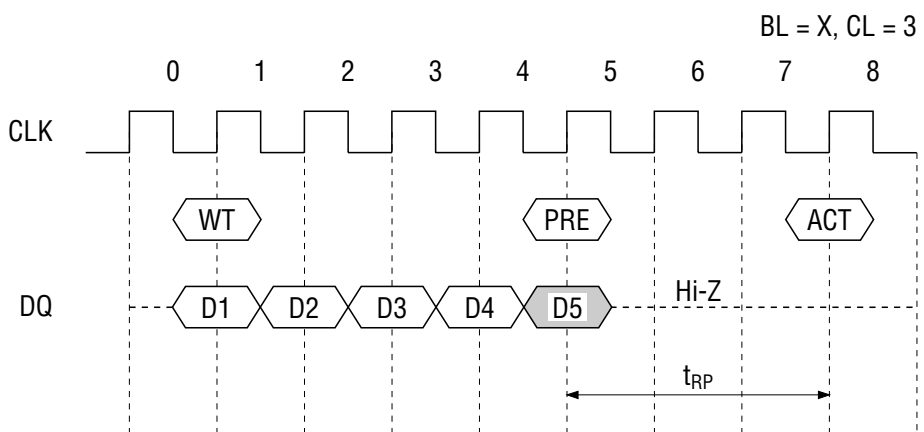 BL = X, CL = 3
0 1 2 3 4 5 6 7 8
CLK
WT PRE ACT
DQ D1 D2 D3 D4 D5 Hi-Z
tRP